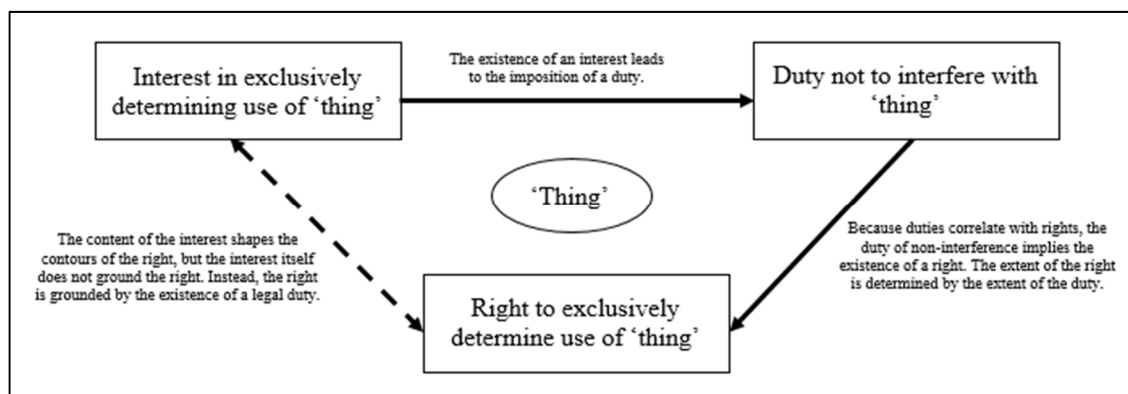 Interest in exclusively
determining use of ‘thing’
The existence of an interest leads
to the imposition of a duty.
Duty not to interfere with
‘thing’
‘Thing’
The content of the interest shapes the
contours of the right, but the interest itself
does not ground the right. Instead, the right
is grounded by the existence of a legal duty.
Because duties correlate with rights, the
duty of non-interference implies the
existence of a right. The extent of the right
is determined by the extent of the duty.
Right to exclusively
determine use of ‘thing’